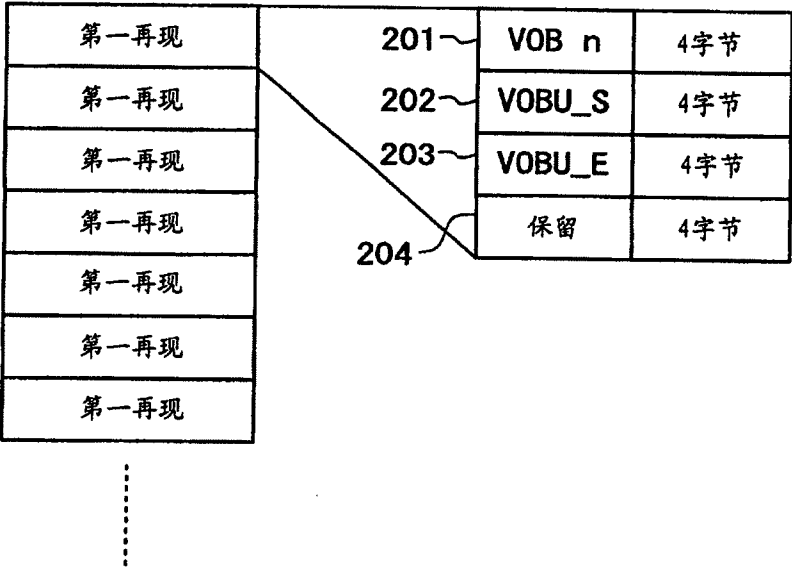 第一再现
第一再现
第一再现
第一再现
第一再现
第一再现
第一再现
201 VOB n 4字节
202 VOBU_S 4字节
203 VOBU_E 4字节
204 保留 4字节